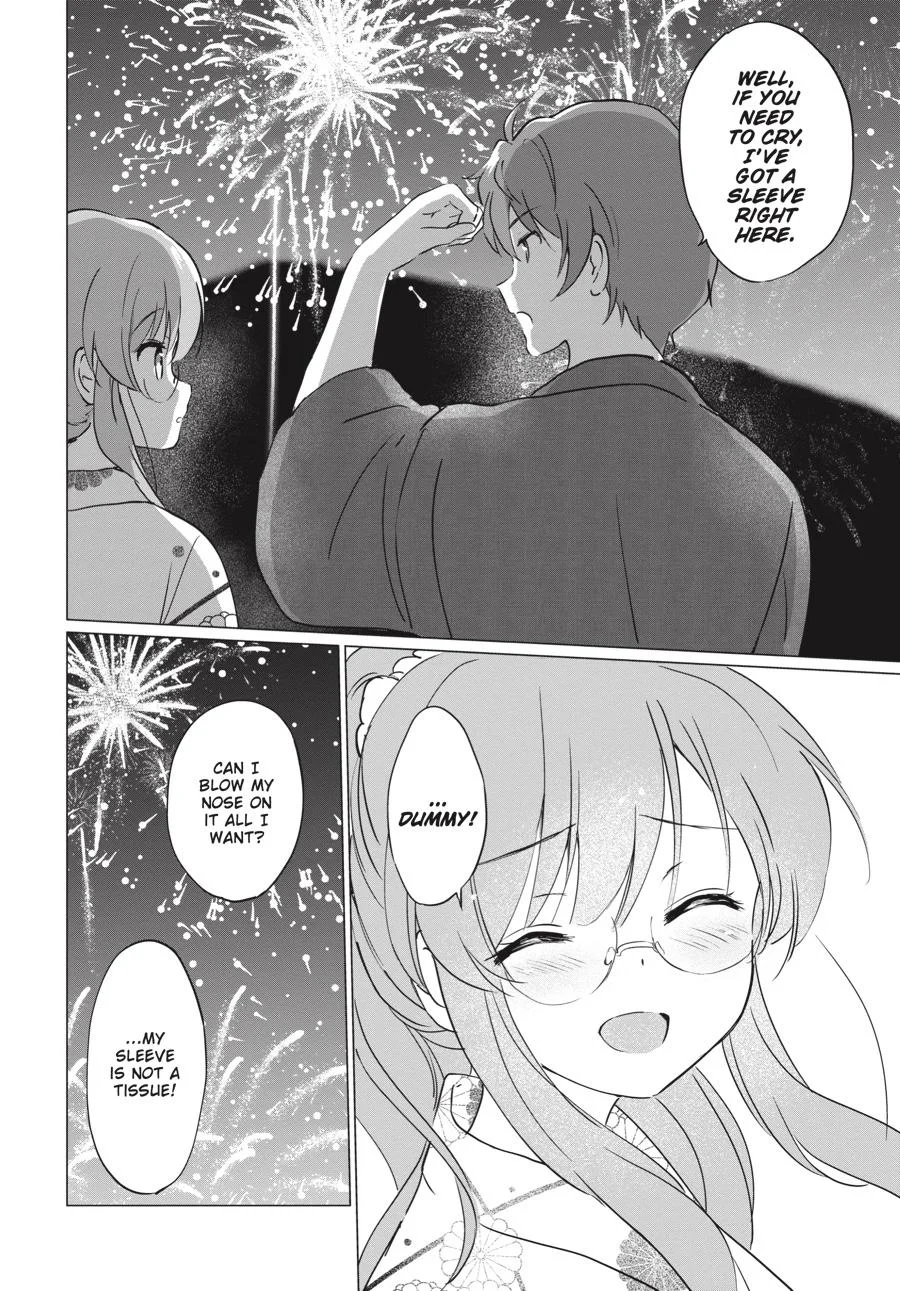 WELL,
IF YOU
NEED
TO CRY,
I'VE
GOT A
SLEEVE
RIGHT
HERE.
...
DUMMY!
CAN I
BLOW MY
NOSE ON
IT ALL I
WANT?
...MY
SLEEVE
IS NOT A
TISSUE!